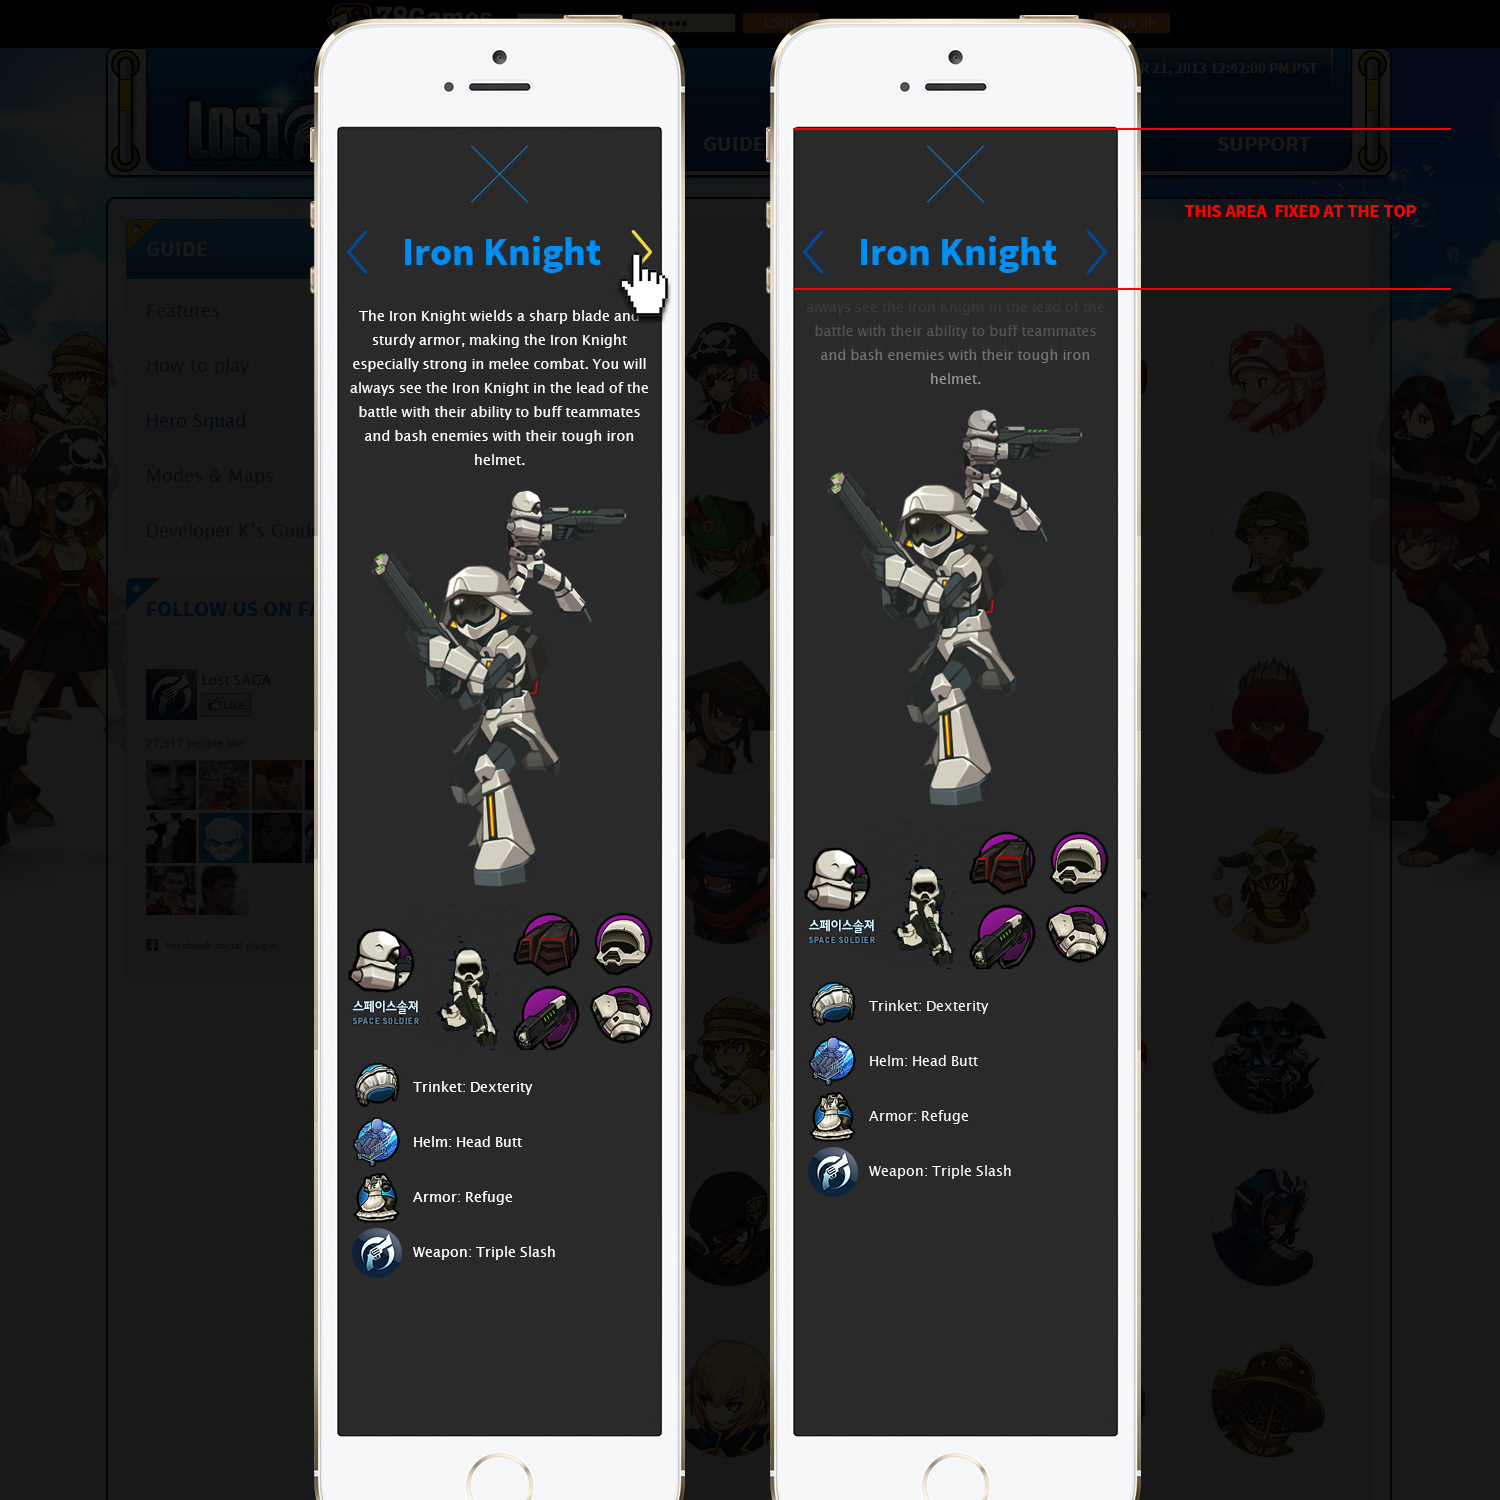 Z8Games
LOGIN
SIGN UP
R 21, 2013 12:42:00 PM PST
LOST
GUIDE
SUPPORT
GUIDE
Features
How to play
Hero Squad
Modes & Maps
Developer K's Guide
FOLLOW US ON FA
Lost SAGA
Like
27,517 people like
Facebook social plugin
Iron Knight
The Iron Knight wields a sharp blade and
sturdy armor, making the Iron Knight
especially strong in melee combat. You will
always see the Iron Knight in the lead of the
battle with their ability to buff teammates
and bash enemies with their tough iron
helmet.
스페이스솔져
SPACE SOLDIER
Trinket: Dexterity
Helm: Head Butt
Armor: Refuge
Weapon: Triple Slash
Iron Knight
always see the Iron Knight in the lead of the
battle with their ability to buff teammates
and bash enemies with their tough iron
helmet.
스페이스솔져
SPACE SOLDIER
Trinket: Dexterity
Helm: Head Butt
Armor: Refuge
Weapon: Triple Slash
THIS AREA FIXED AT THE TOP